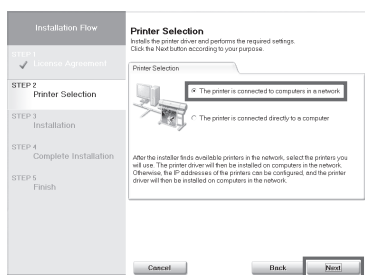 Installation Flow
STEP 1
License Agreement
STEP 2
Printer Selection
STEP 3
Installation
STEP 4
Complete Installation
STEP 5
Finish
Printer Selection
Installs the printer driver and performs the required settings.
Click the Next button according to your purpose.
Printer Selection
The printer is connected to computers in a network
The printer is connected directly to a computer
After the installer finds available printers in the network, select the printers you
will use. The printer driver will then be installed on computers in the network.
Otherwise, the IP addresses of the printers can be configured, and the printer
driver will then be installed on computers in the network.
Cancel
Back
Next